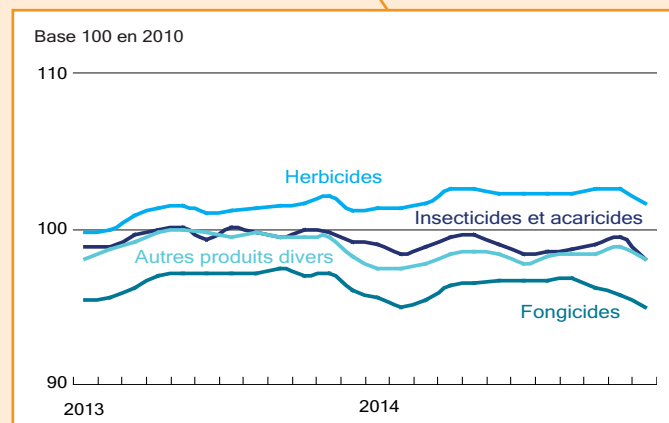 Base 100 en 2010
110
Herbicides
Insecticides et acaricides
100
Autres produits divers
Fongicides
90
2013
2014